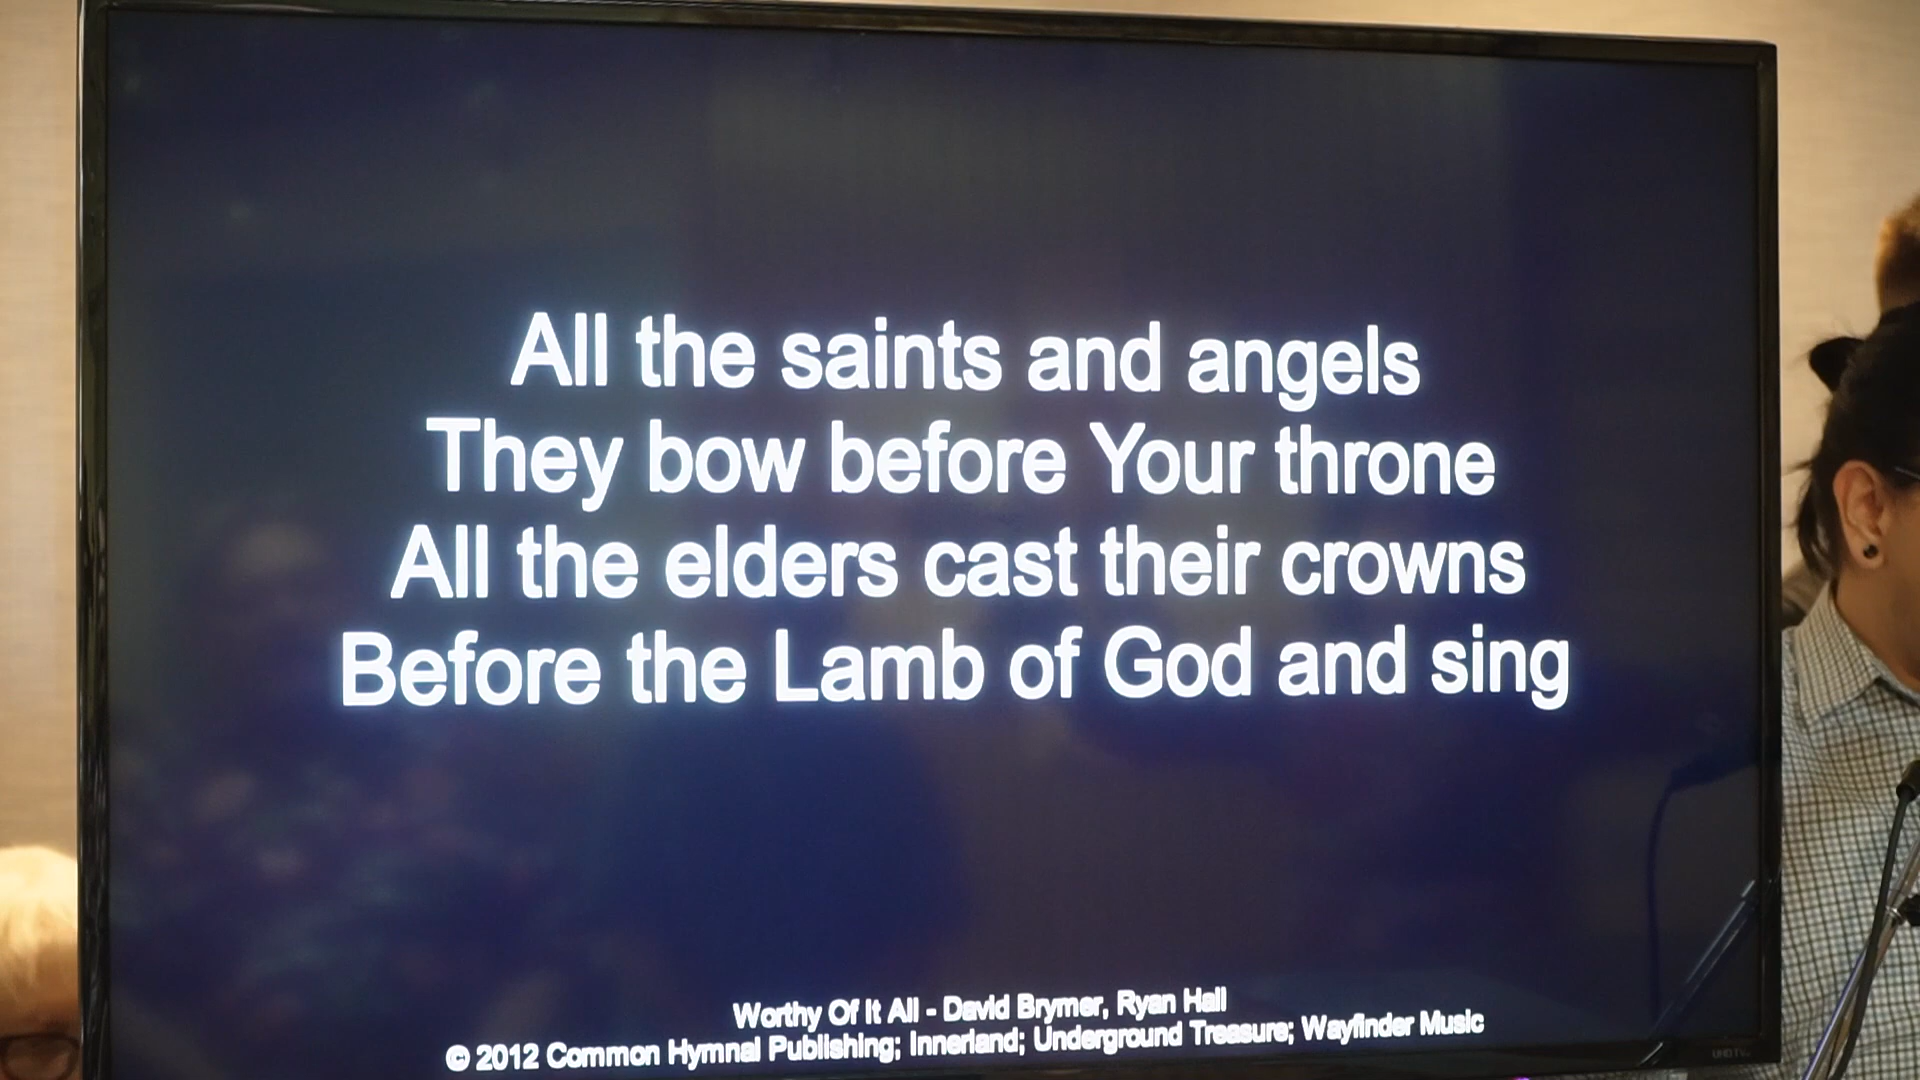 All the saints and angels
They bow before Your throne
All the elders cast their crowns
Before the Lamb of God and sing
Worthy Of It All - David Brymer, Ryan Hall
© 2012 Common Hymnal Publishing; Innerland; Underground Treasure; Wayfinder Music